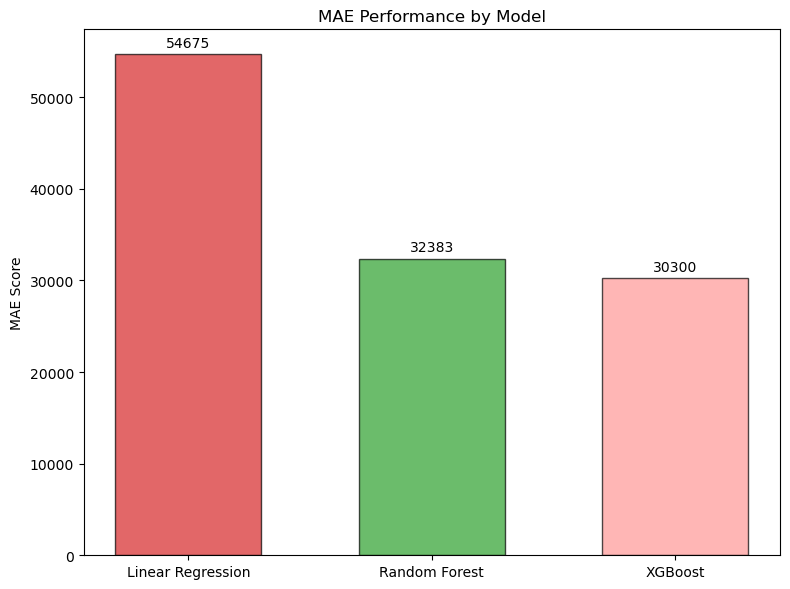 MAE Performance by Model
54675
32383
30300
50000
40000
30000
20000
10000
0
MAE Score
Linear Regression
Random Forest
XGBoost